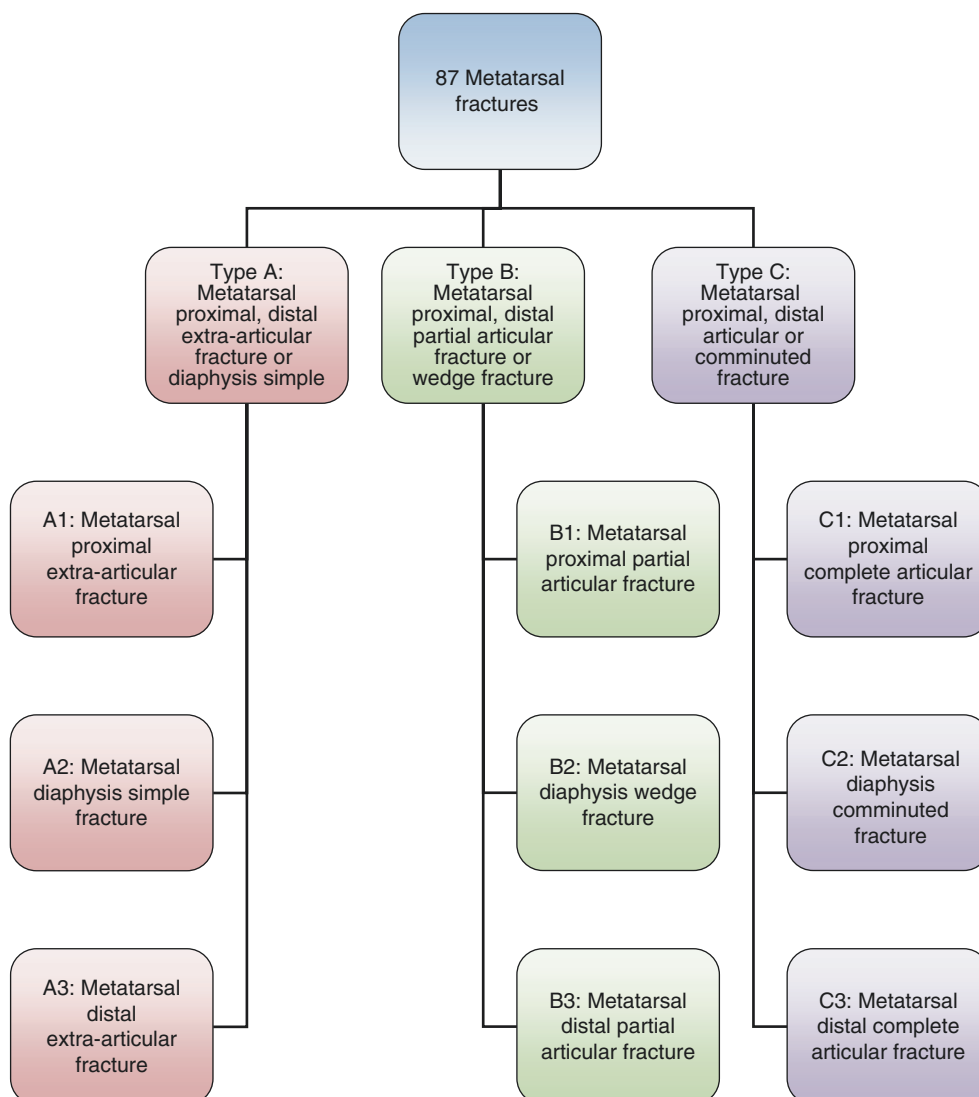 87 Metatarsal
fractures
Type A:
Metatarsal
proximal, distal
extra-articular
fracture or
diaphysis simple
Type B:
Metatarsal
proximal, distal
partial articular
fracture or
wedge fracture
Type C:
Metatarsal
proximal, distal
articular or
comminuted
fracture
A1: Metatarsal
proximal
extra-articular
fracture
B1: Metatarsal
proximal partial
articular fracture
C1: Metatarsal
proximal
complete articular
fracture
A2: Metatarsal
diaphysis simple
fracture
B2: Metatarsal
diaphysis wedge
fracture
C2: Metatarsal
diaphysis
comminuted
fracture
A3: Metatarsal
distal
extra-articular
fracture
B3: Metatarsal
distal partial
articular fracture
C3: Metatarsal
distal complete
articular fracture